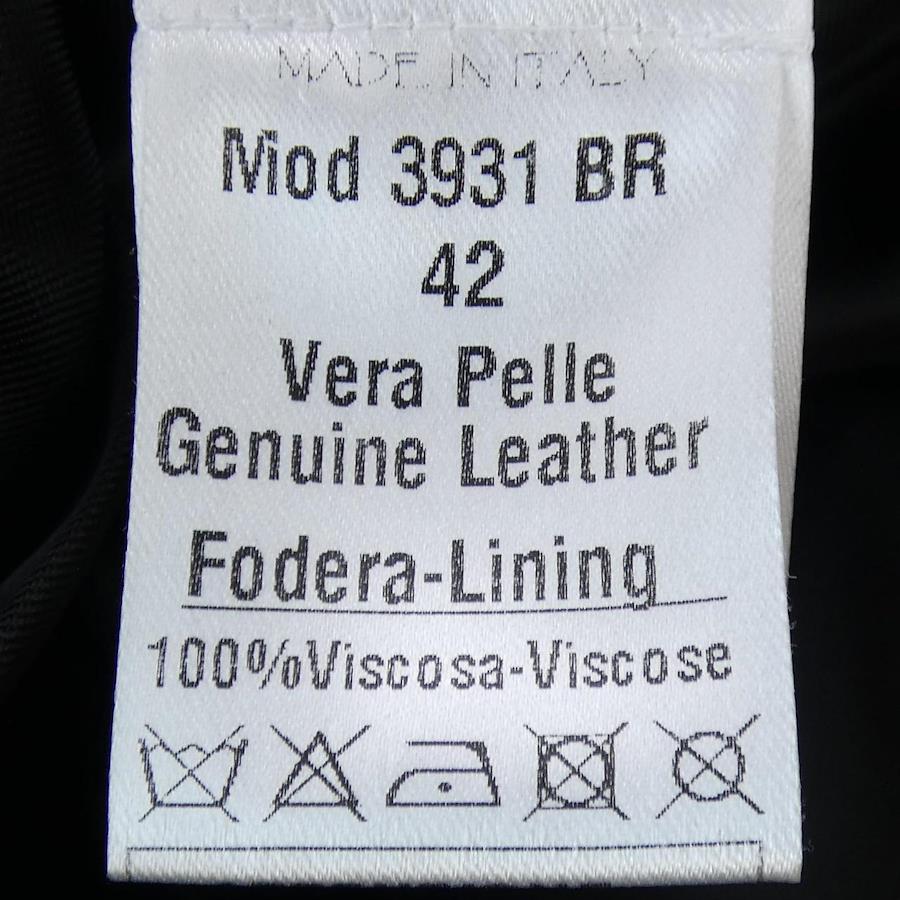 MADE IN ITALY
Mod 3931 BR
42
Vera Pelle
Genuine Leather
Fodera-Lining
100%Viscosa-Viscose